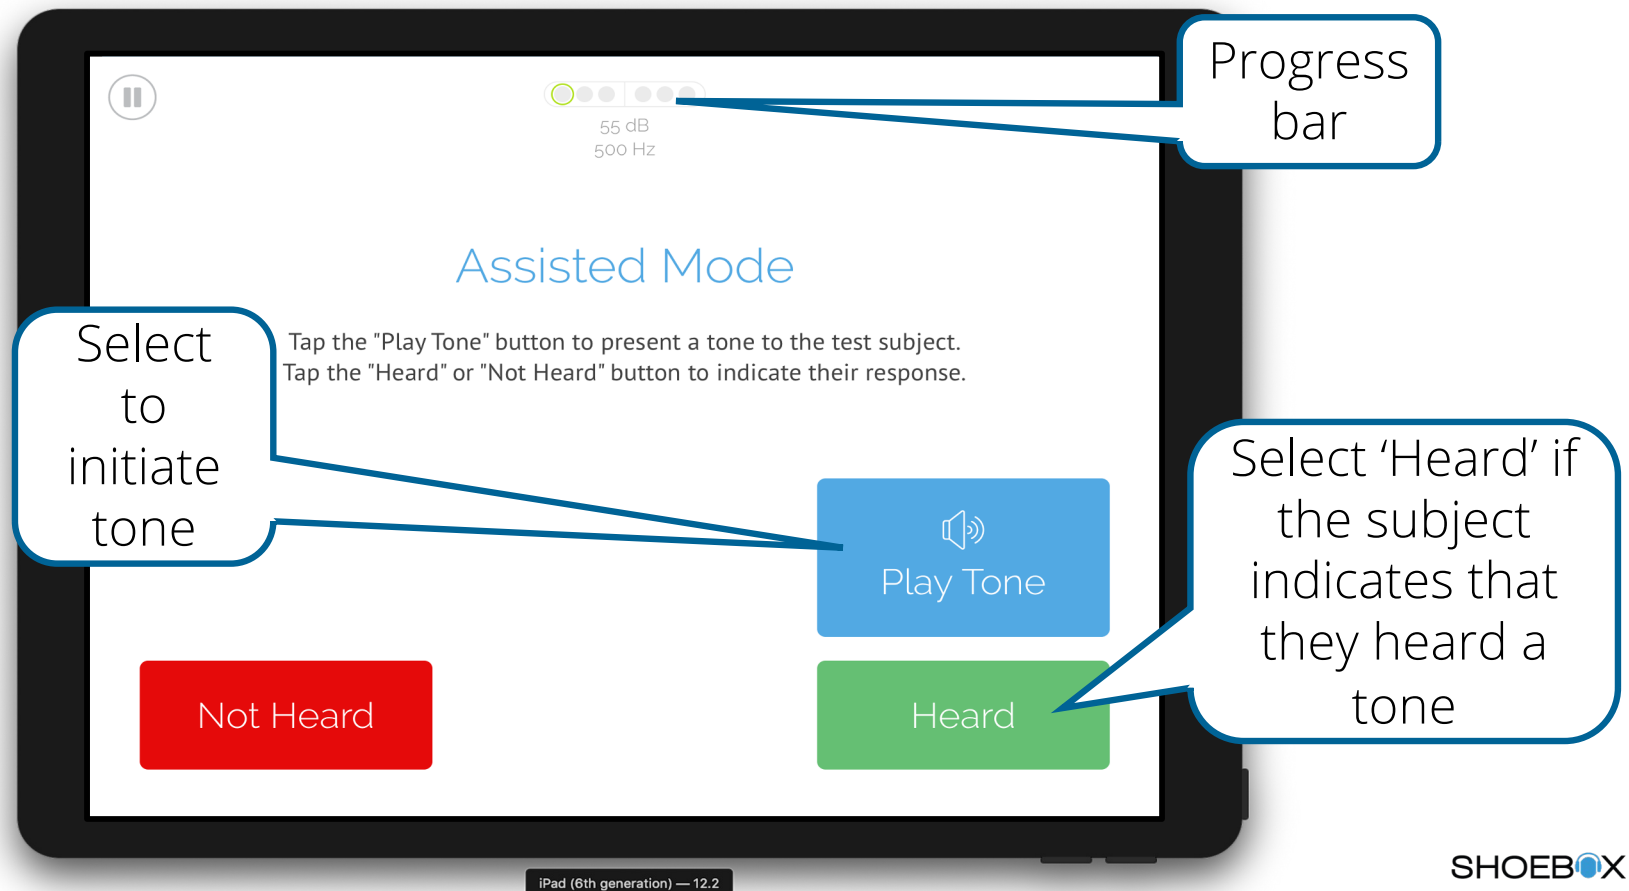 Progress
bar
55 dB
500 Hz
Assisted Mode
Tap the "Play Tone" button to present a tone to the test subject.
Tap the "Heard" or "Not Heard" button to indicate their response.
Select
to
initiate
tone
Play Tone
Select ‘Heard’ if
the subject
indicates that
they heard a
tone
Not Heard
Heard
SHOEBOX
iPad (6th generation) — 12.2